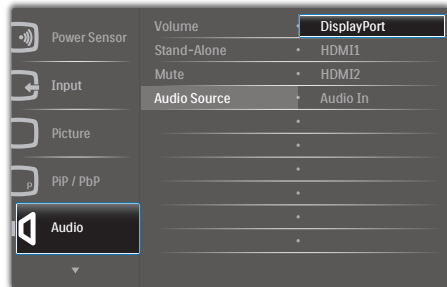 Power Sensor
Input
Picture
P
PiP / PbP
Audio
Volume
Stand-Alone
Mute
Audio Source
DisplayPort
HDMI1
HDMI2
Audio In